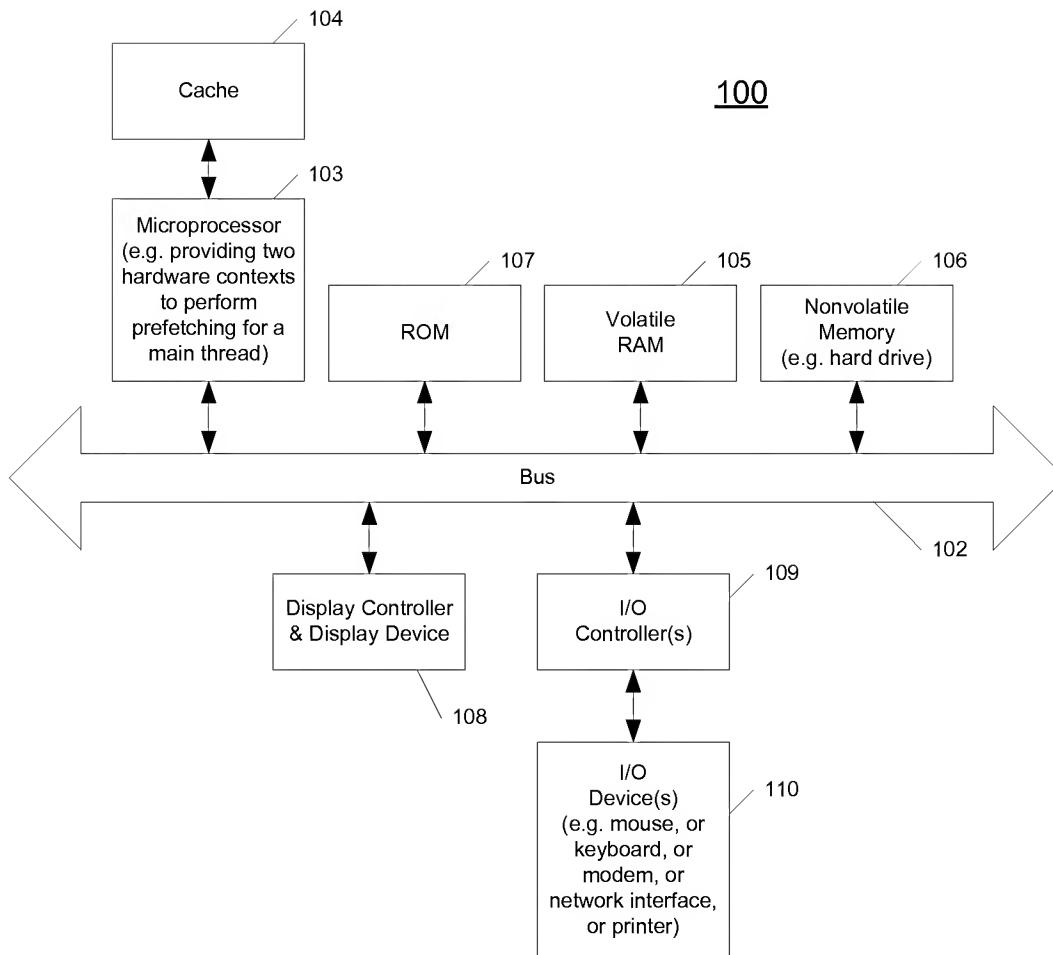 104
Cache
100
103
Microprocessor
(e.g. providing two
hardware contexts
to perform
prefetching for a
main thread)
107
ROM
105
Volatile
RAM
106
Nonvolatile
Memory
(e.g. hard drive)
Bus
102
Display Controller
& Display Device
108
109
I/O
Controller(s)
I/O
Device(s)
(e.g. mouse, or
keyboard, or
modem, or
network interface,
or printer)
110